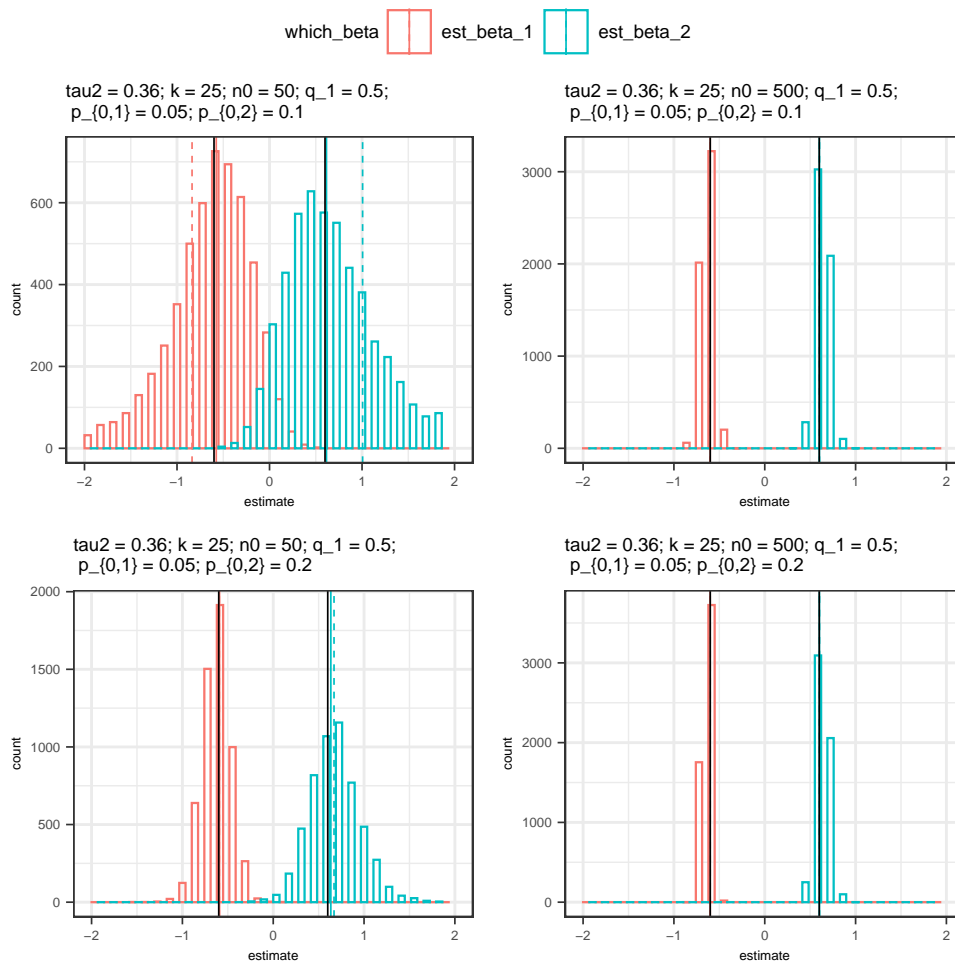 which_beta est_beta_1 est_beta_2
tau2 = 0.36; k = 25; n0 = 50; q_1 = 0.5;
p_{0,1} = 0.05; p_{0,2} = 0.1
600
400
200
0
count
−2 −1 0 1 2
estimate
tau2 = 0.36; k = 25; n0 = 500; q_1 = 0.5;
p_{0,1} = 0.05; p_{0,2} = 0.1
3000
2000
1000
0
count
−2 −1 0 1 2
estimate
tau2 = 0.36; k = 25; n0 = 50; q_1 = 0.5;
p_{0,1} = 0.05; p_{0,2} = 0.2
2000
1500
1000
500
0
count
−2 −1 0 1 2
estimate
tau2 = 0.36; k = 25; n0 = 500; q_1 = 0.5;
p_{0,1} = 0.05; p_{0,2} = 0.2
3000
2000
1000
0
count
−2 −1 0 1 2
estimate